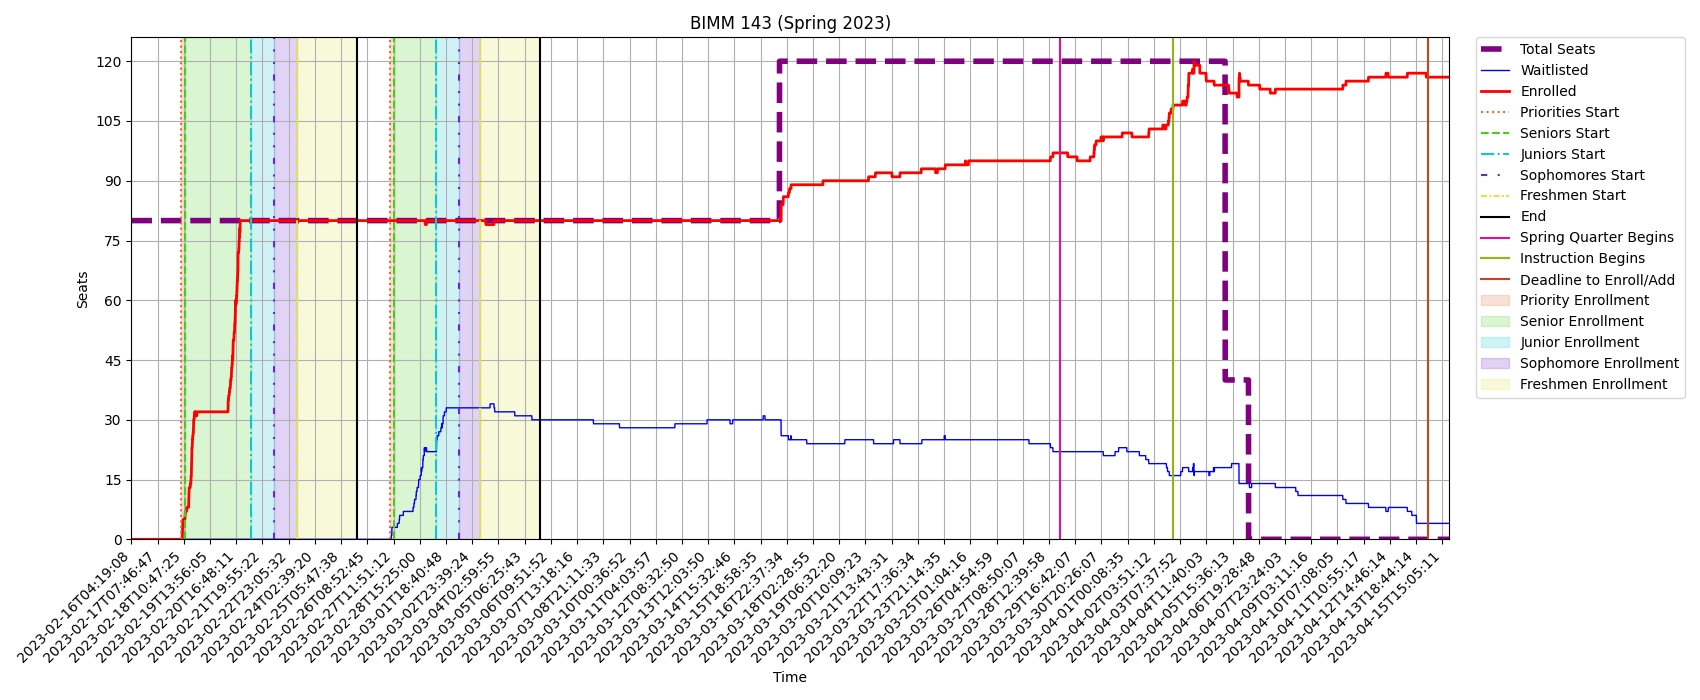 BIMM 143 (Spring 2023)
120
105
90
75
60
45
30
15
0
Seats
2023-02-16T04:19:08
2023-02-17T07:46:47
2023-02-18T10:47:25
2023-02-19T13:56:05
2023-02-20T16:48:11
2023-02-21T19:55:22
2023-02-22T23:05:32
2023-02-24T02:39:20
2023-02-25T05:47:38
2023-02-26T08:52:45
2023-02-27T11:51:12
2023-02-28T15:25:00
2023-03-01T18:40:48
2023-03-02T23:39:24
2023-03-04T02:59:55
2023-03-05T06:25:43
2023-03-06T09:51:52
2023-03-07T13:18:16
2023-03-08T21:11:33
2023-03-10T00:36:52
2023-03-11T04:03:57
2023-03-12T08:32:50
2023-03-13T12:03:50
2023-03-14T15:32:46
2023-03-15T18:58:35
2023-03-16T22:37:34
2023-03-18T02:28:55
2023-03-19T06:32:20
2023-03-20T10:09:23
2023-03-21T13:43:31
2023-03-22T17:36:34
2023-03-23T21:14:35
2023-03-25T01:04:16
2023-03-26T04:54:59
2023-03-27T08:50:07
2023-03-28T12:39:58
2023-03-29T16:42:07
2023-03-30T20:26:07
2023-04-01T00:08:35
2023-04-02T03:51:12
2023-04-03T07:37:52
2023-04-04T11:40:03
2023-04-05T15:36:13
2023-04-06T19:28:48
2023-04-07T23:24:03
2023-04-09T03:11:16
2023-04-10T07:08:05
2023-04-11T10:55:17
2023-04-12T14:46:14
2023-04-13T18:44:14
2023-04-15T15:05:11
Time
Total Seats
Waitlisted
Enrolled
Priorities Start
Seniors Start
Juniors Start
Sophomores Start
Freshmen Start
End
Spring Quarter Begins
Instruction Begins
Deadline to Enroll/Add
Priority Enrollment
Senior Enrollment
Junior Enrollment
Sophomore Enrollment
Freshmen Enrollment